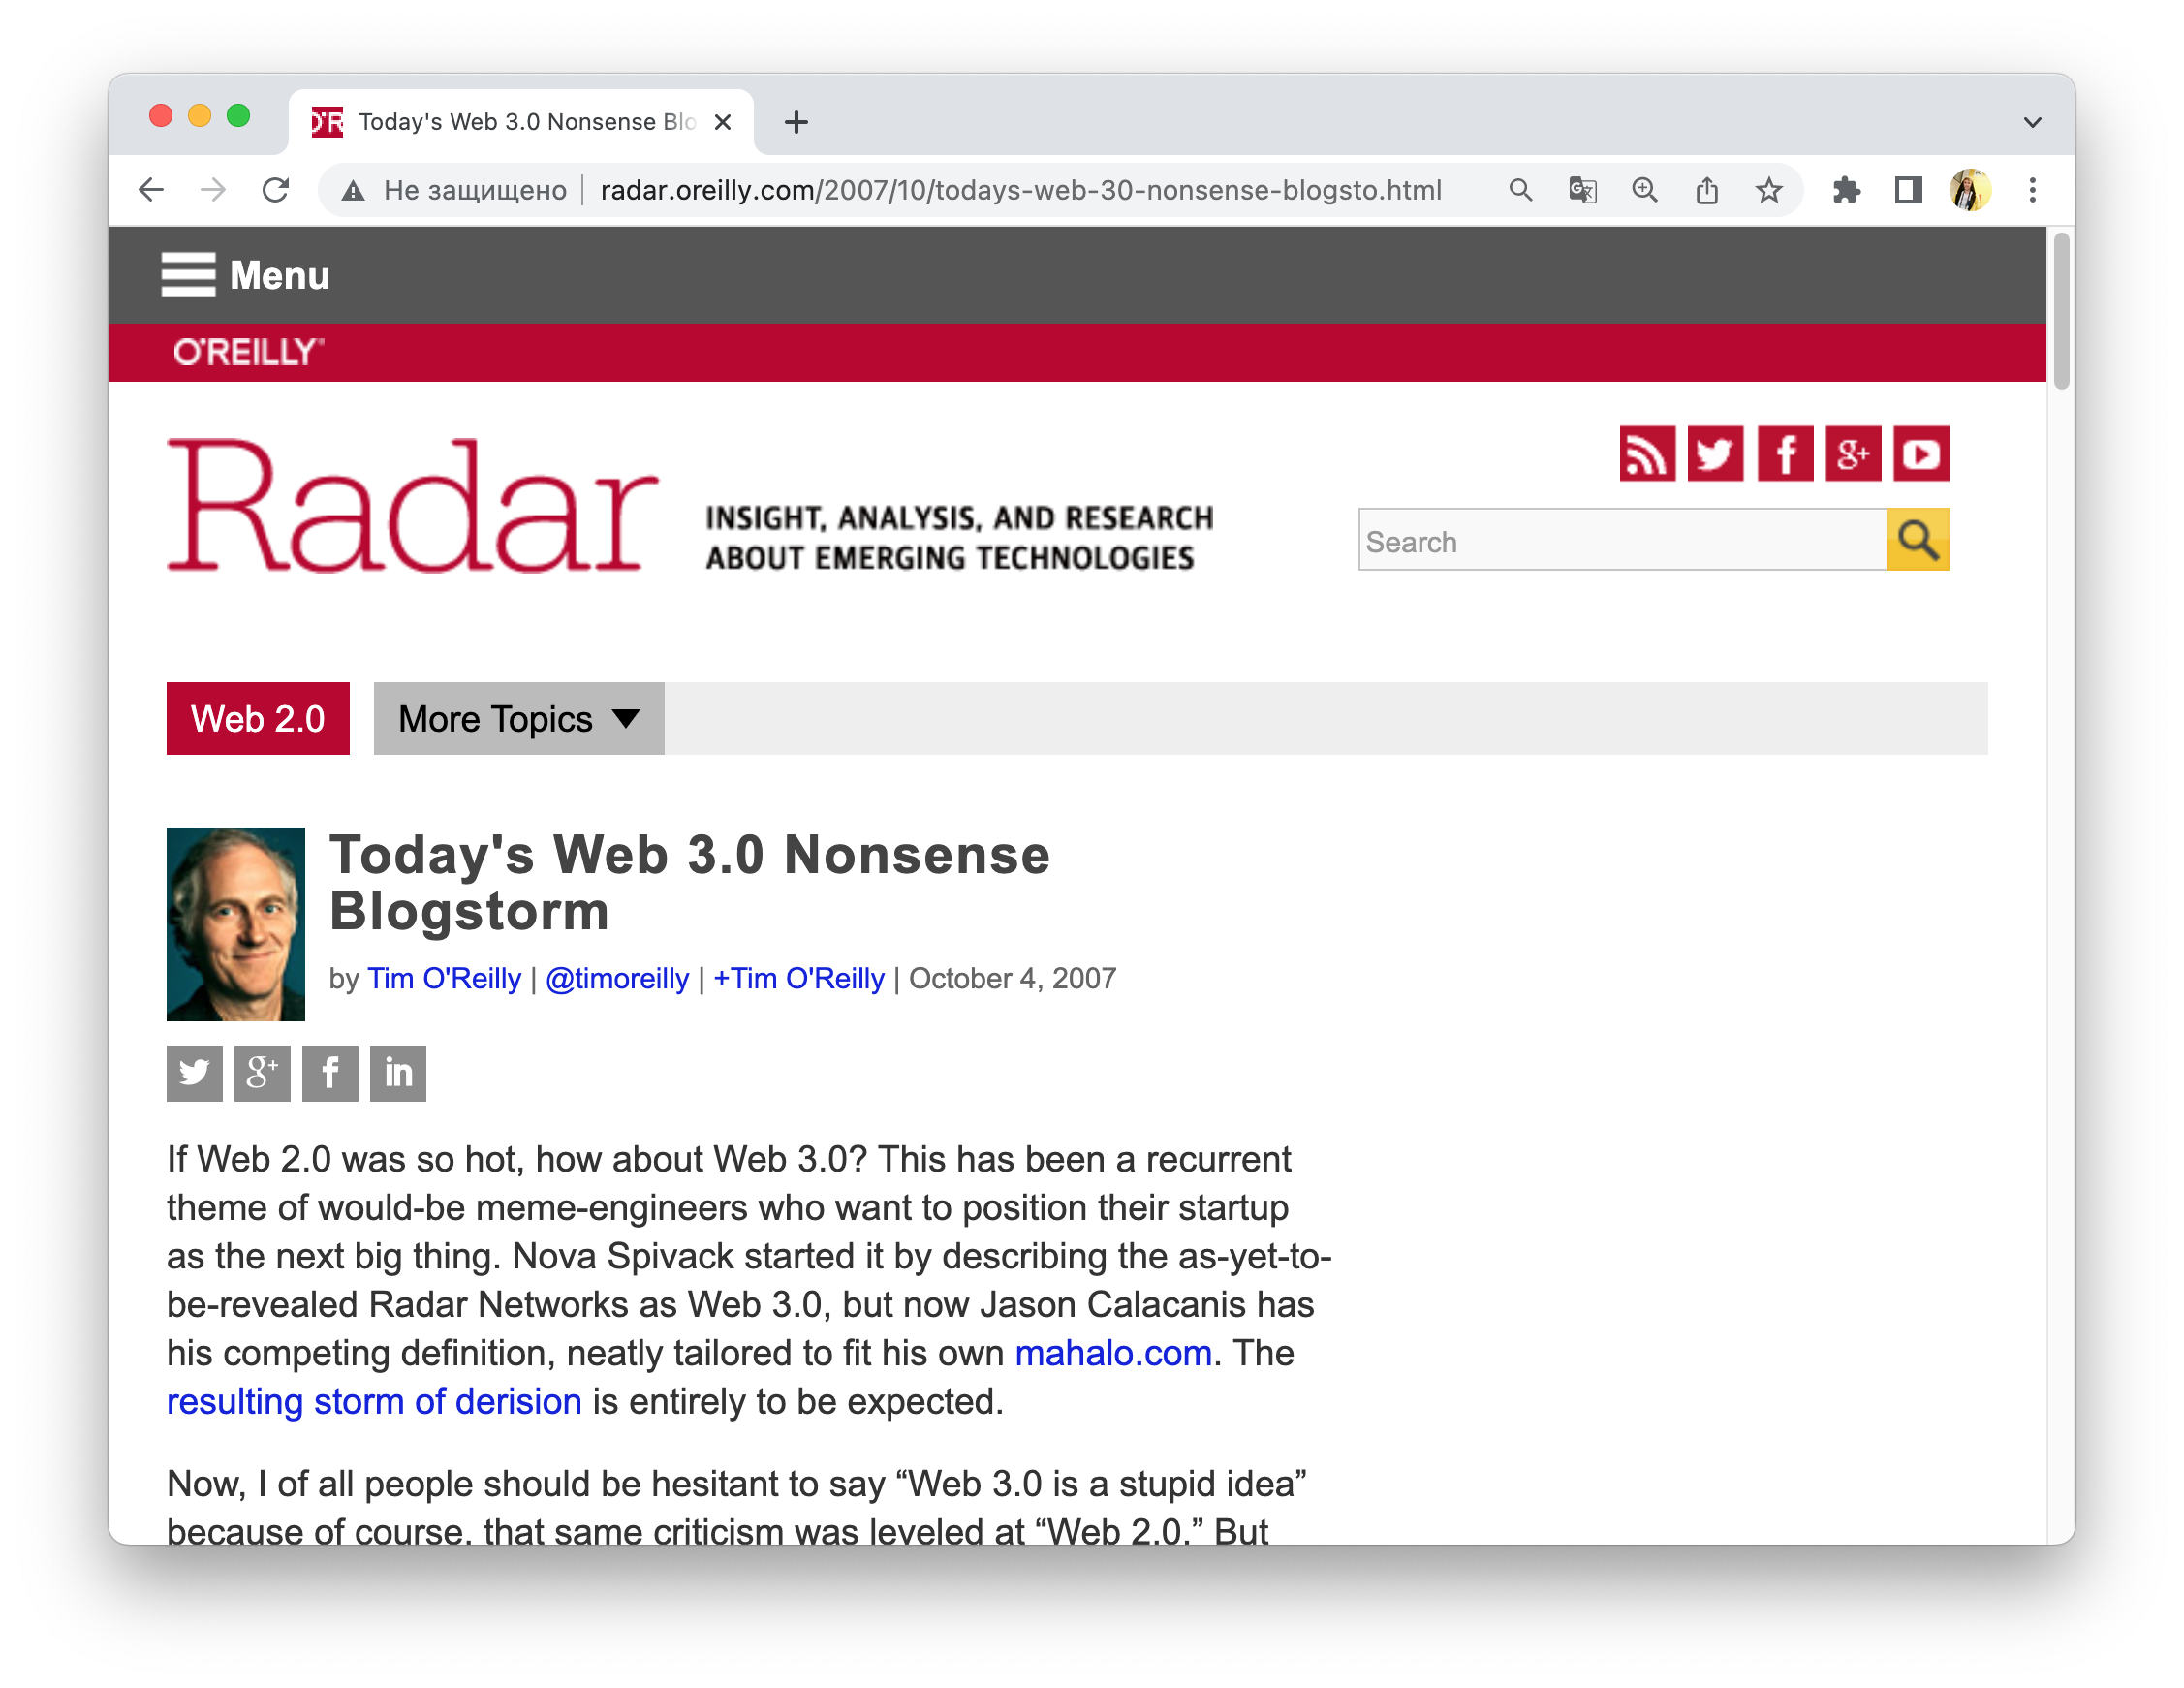 Today's Web 3.0 Nonsense Blo
Не защищено radar.oreilly.com/2007/10/todays-web-30-nonsense-blogsto.html
Menu
O'REILLY
Radar
INSIGHT, ANALYSIS, AND RESEARCH
ABOUT EMERGING TECHNOLOGIES
Search
Web 2.0 More Topics
Today's Web 3.0 Nonsense
Blogstorm
by Tim O'Reilly | @timoreilly | +Tim O'Reilly | October 4, 2007
If Web 2.0 was so hot, how about Web 3.0? This has been a recurrent
theme of would-be meme-engineers who want to position their startup
as the next big thing. Nova Spivack started it by describing the as-yet-to-
be-revealed Radar Networks as Web 3.0, but now Jason Calacanis has
his competing definition, neatly tailored to fit his own mahalo.com. The
resulting storm of derision is entirely to be expected.
Now, I of all people should be hesitant to say “Web 3.0 is a stupid idea”
because of course, that same criticism was leveled at “Web 2.0.” But